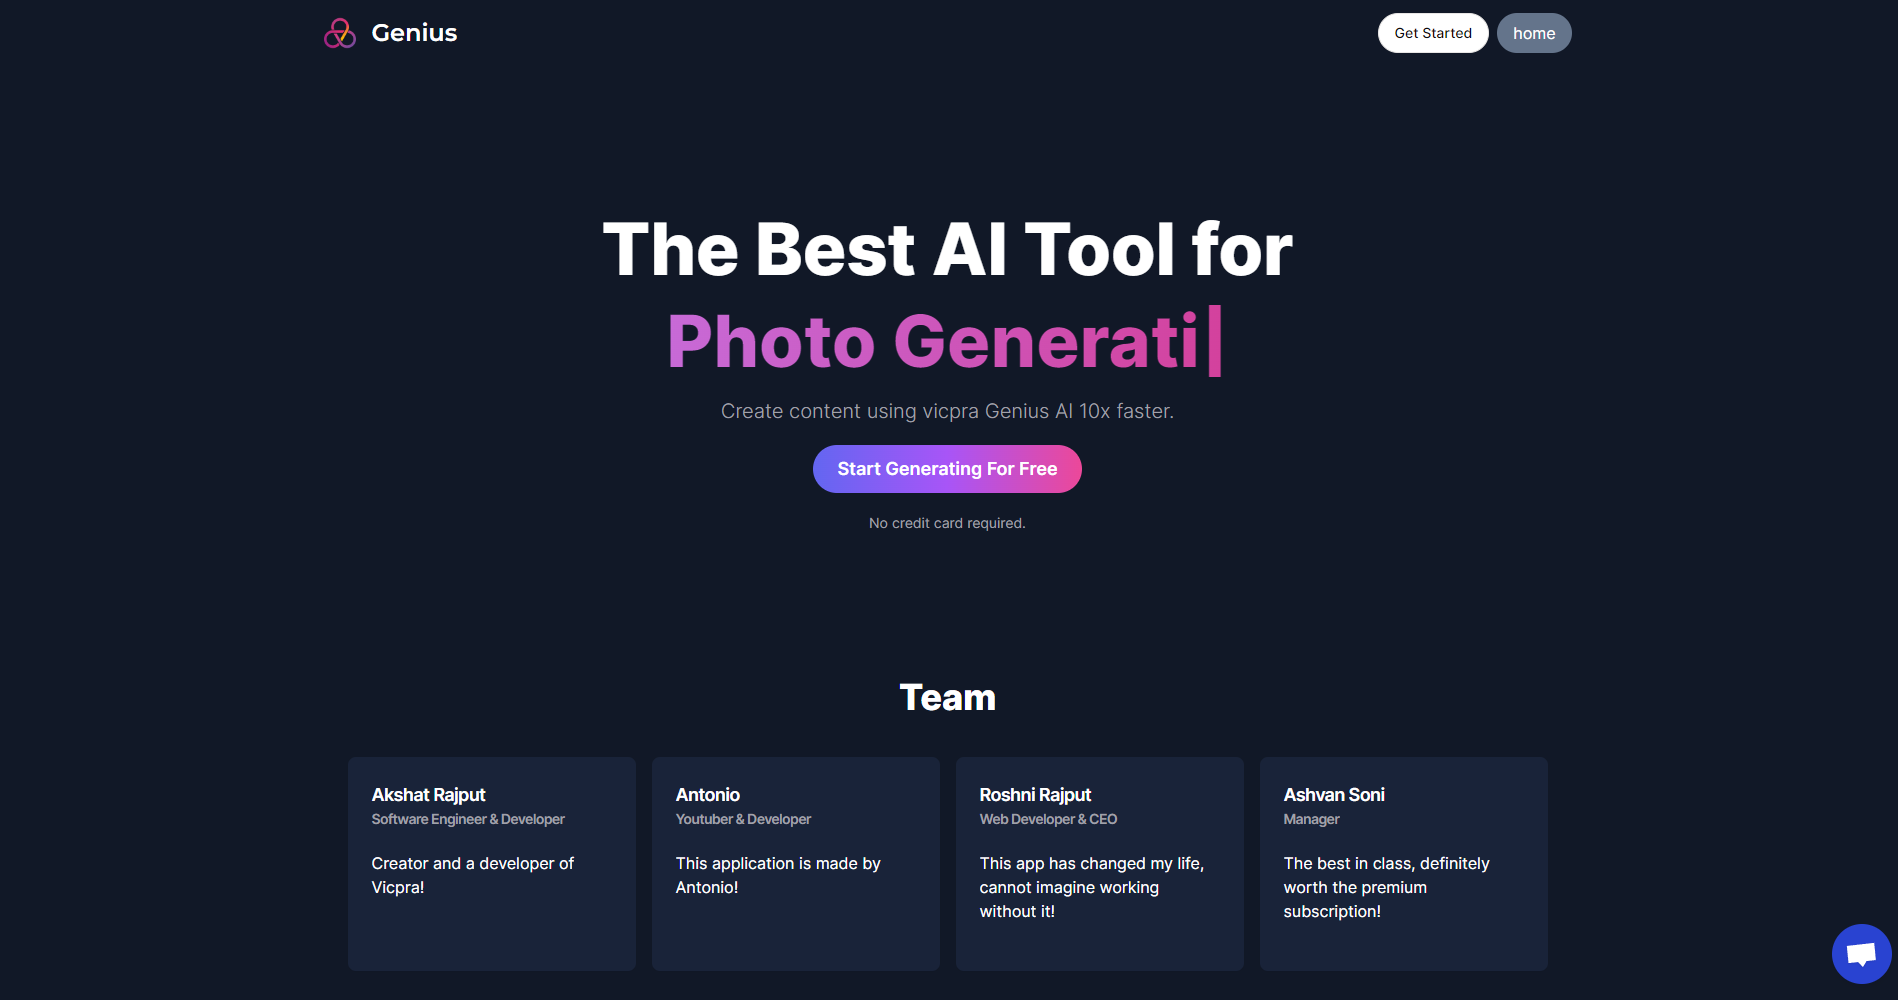 Genius
Get Started
home
The Best AI Tool for
Photo Generati|
Create content using vicpra Genius AI 10x faster.
Start Generating For Free
No credit card required.
Team
Akshat Rajput
Software Engineer & Developer
Creator and a developer of
Vicpra!
Antonio
Youtuber & Developer
This application is made by
Antonio!
Roshni Rajput
Web Developer & CEO
This app has changed my life,
cannot imagine working
without it!
Ashvan Soni
Manager
The best in class, definitely
worth the premium
subscription!